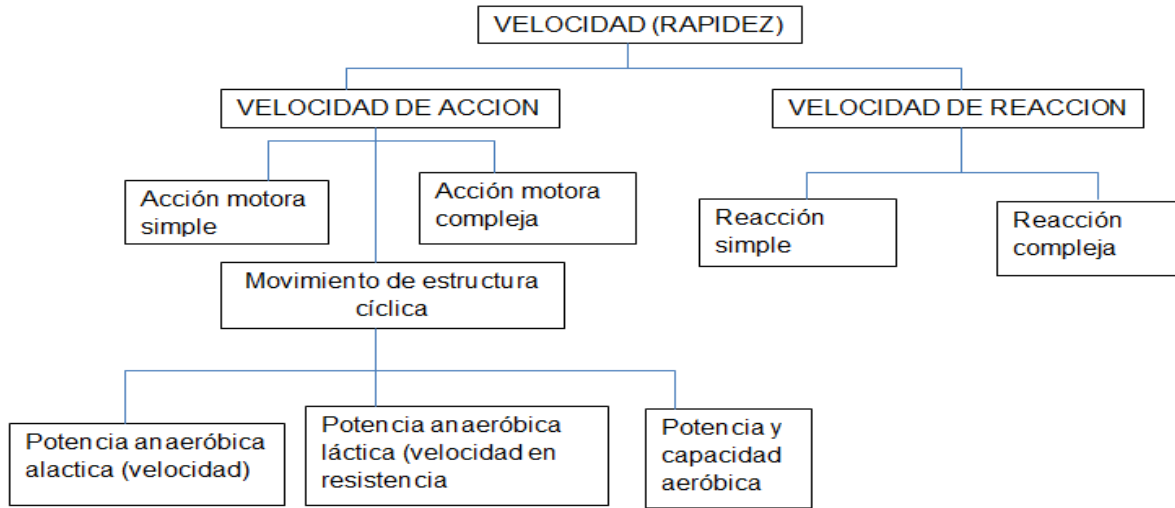 VELOCIDAD (RAPIDEZ)
VELOCIDAD DE ACCION
VELOCIDAD DE REACCION
Acción motora
simple
Acción motora
compleja
Reacción
simple
Reacción
compleja
Movimiento de estructura
cíclica
Potencia anaeróbica
alactica (velocidad)
Potencia anaeróbica
láctica (velocidad en
resistencia
Potencia y
capacidad
aeróbica